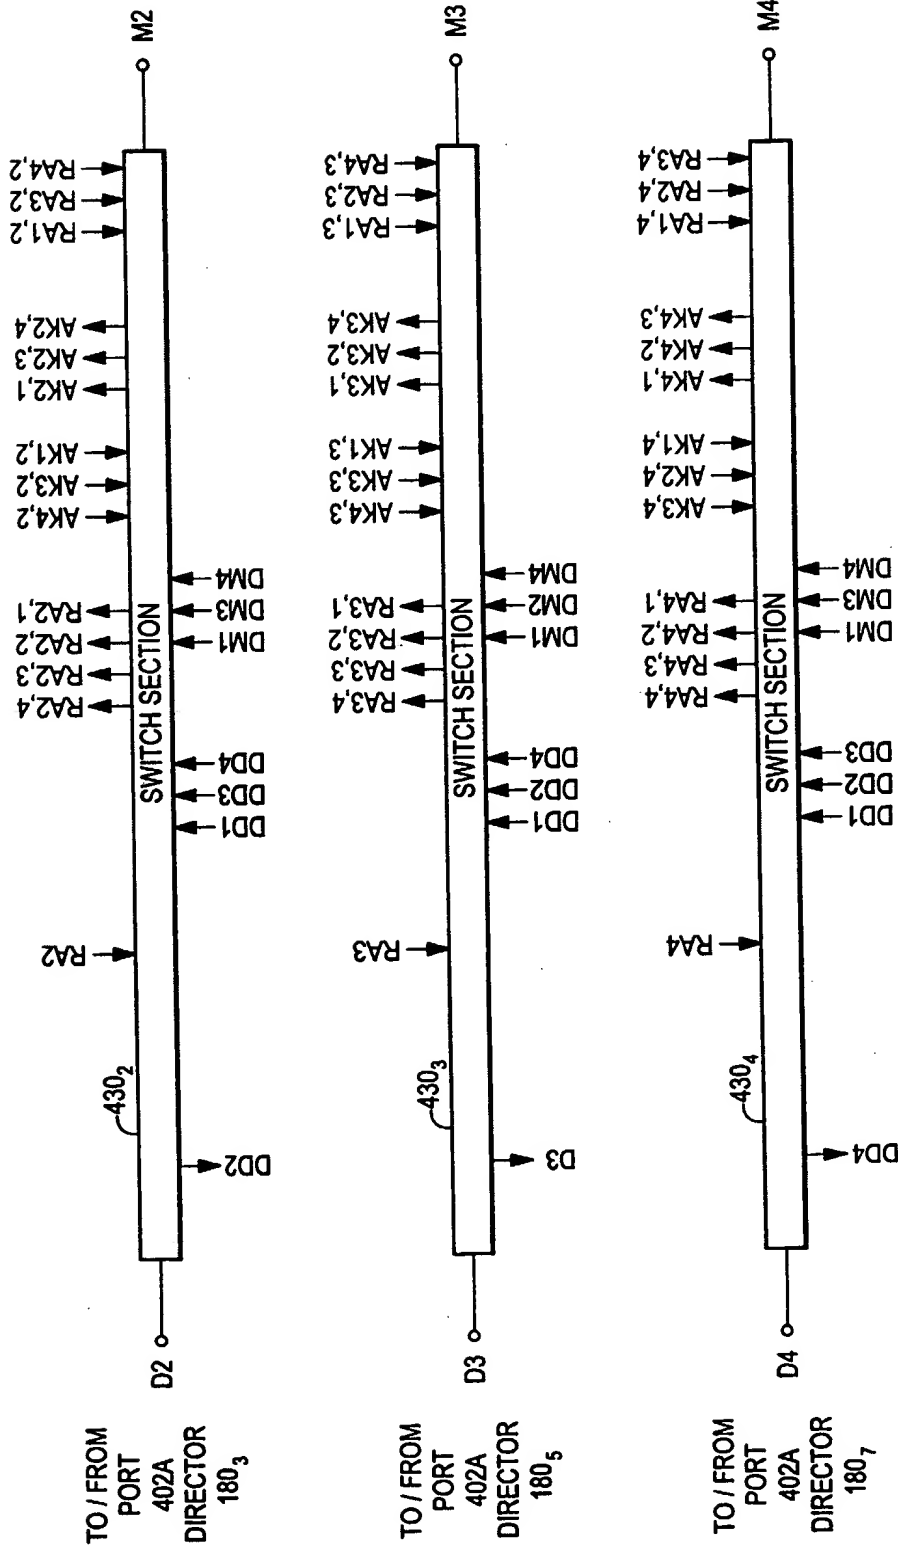 M2
RA4,2
RA3,2
RA1,2
AK2,4
AK2,3
AK2,1
AK1,2
AK3,2
AK4,2
RA2,1
RA2,2
RA2,3
RA2,4
DM4
DM3
DM1
SWITCH SECTION
DD4
DD3
DD1
RA2
430₂
DD2
D2
TO / FROM
PORT
402A
DIRECTOR
180₃
M3
RA4,3
RA2,3
RA1,3
AK3,4
AK3,2
AK3,1
AK1,3
AK3,3
AK4,3
RA3,1
RA3,2
RA3,3
RA3,4
DM4
DM2
DM1
SWITCH SECTION
DD4
DD2
DD1
RA3
430₃
D3
D3
TO / FROM
PORT
402A
DIRECTOR
180₅
M4
RA3,4
RA2,4
RA1,4
AK4,3
AK4,2
AK4,1
AK1,4
AK2,4
AK3,4
RA4,1
RA4,2
RA4,3
RA4,4
DM4
DM3
DM1
SWITCH SECTION
DD3
DD2
DD1
RA4
430₄
DD4
D4
TO / FROM
PORT
402A
DIRECTOR
180₇